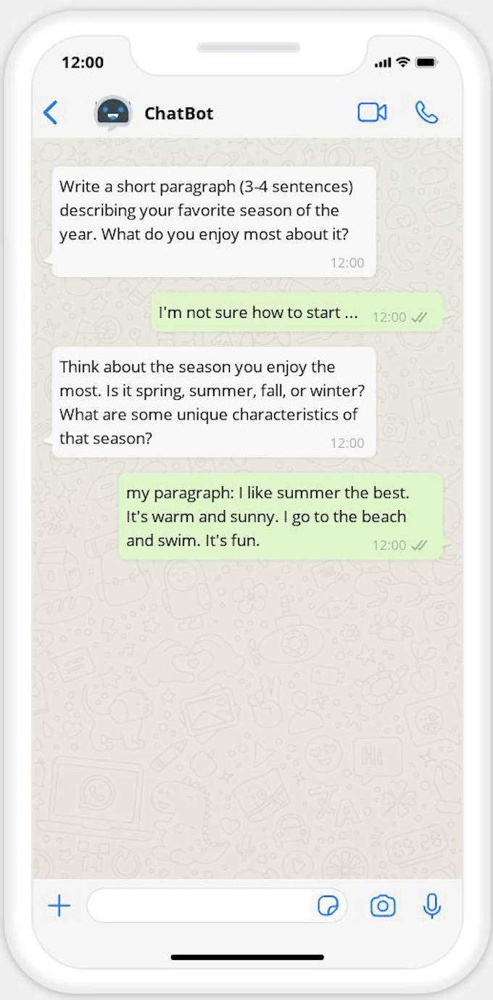 12:00
ChatBot
Write a short paragraph (3-4 sentences)
describing your favorite season of the
year. What do you enjoy most about it?
12:00
I'm not sure how to start ... 12:00
Think about the season you enjoy the
most. Is it spring, summer, fall, or winter?
What are some unique characteristics of
that season?
12:00
my paragraph: I like summer the best.
It's warm and sunny. I go to the beach
and swim. It's fun.
12:00
Hi
09:28